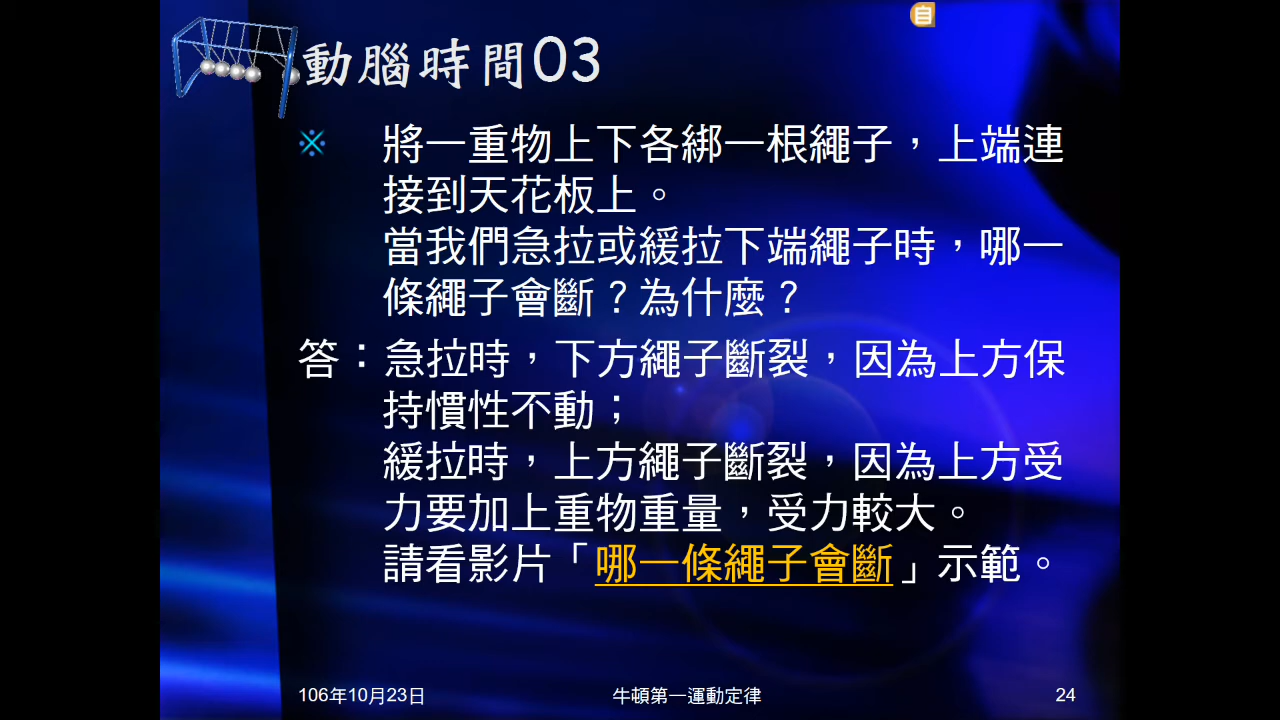 動腦時間03
※ 將一重物上下各綁一根繩子，上端連
接到天花板上。
當我們急拉或緩拉下端繩子時，哪一
條繩子會斷？為什麼？
答：急拉時，下方繩子斷裂，因為上方保
持慣性不動；
緩拉時，上方繩子斷裂，因為上方受
力要加上重物重量，受力較大。
請看影片「哪一條繩子會斷」示範。
106年10月23日
牛頓第一運動定律
24